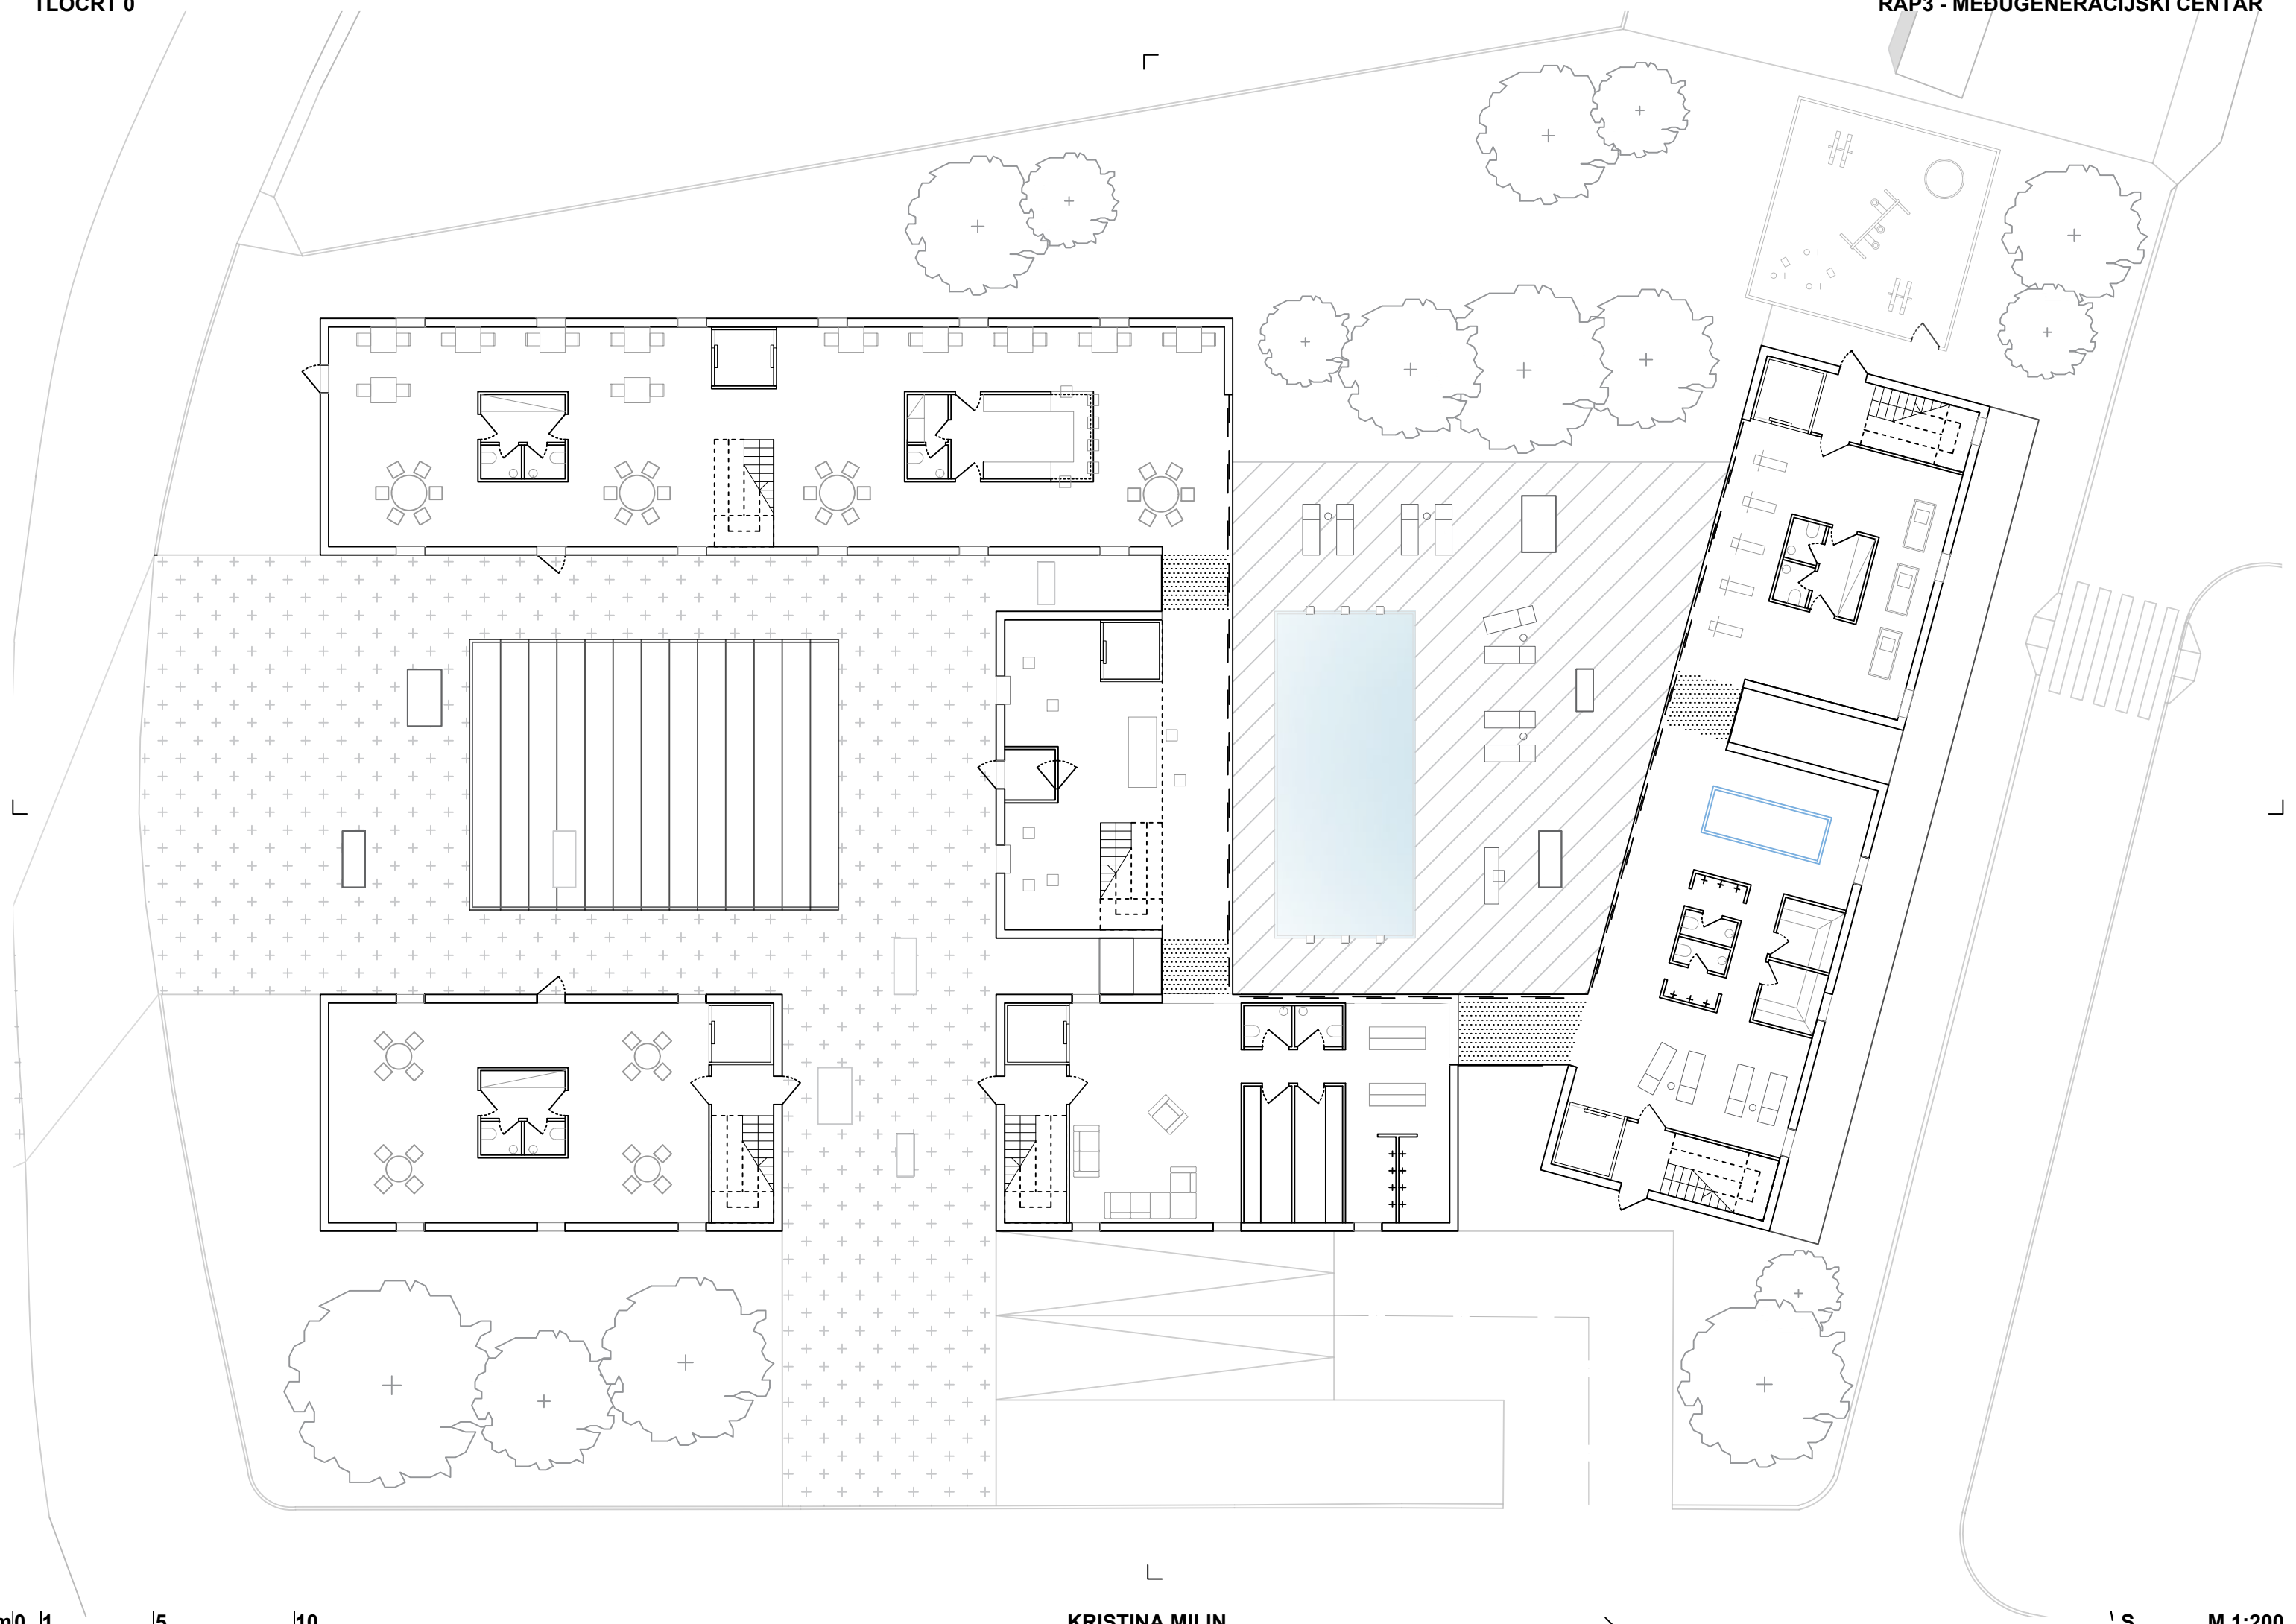 TLOCRT 0
RAP3 - MEĐUGENERACIJSKI CENTAR
m 0 1 5 10
KRISTINA MILIN
S
M 1:200